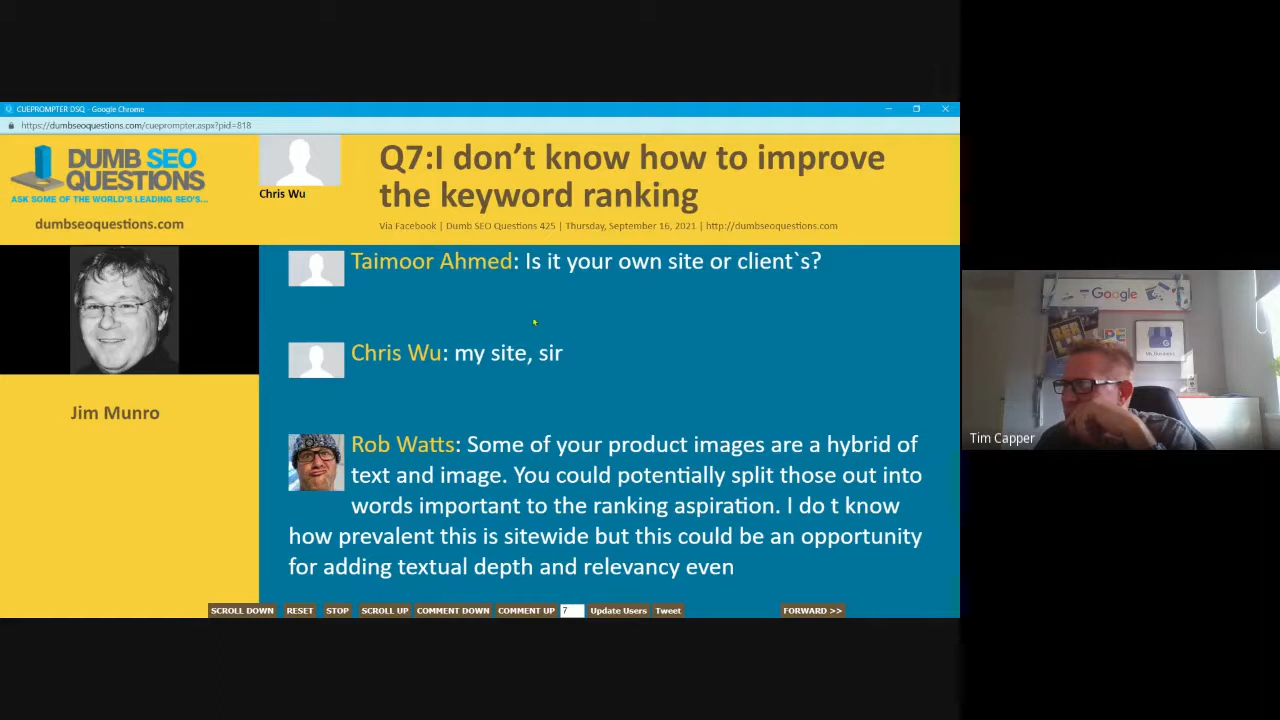 CUEPROMPTER DSQ - Google Chrome
https://dumbseoquestions.com/cueprompter.aspx?pid=818
DUMB SEO
QUESTIONS
ASK SOME OF THE WORLD'S LEADING SEO'S...
dumbseoquestions.com
Chris Wu
Q7:I don’t know how to improve
the keyword ranking
Via Facebook | Dumb SEO Questions 425 | Thursday, September 16, 2021 | http://dumbseoquestions.com
Jim Munro
Taimoor Ahmed: Is it your own site or client`s?
Chris Wu: my site, sir
Rob Watts: Some of your product images are a hybrid of
text and image. You could potentially split those out into
words important to the ranking aspiration. I do t know
how prevalent this is sitewide but this could be an opportunity
for adding textual depth and relevancy even
SCROLL DOWN RESET STOP SCROLL UP COMMENT DOWN COMMENT UP 7 Update Users Tweet FORWARD >>
Google
Tim Capper